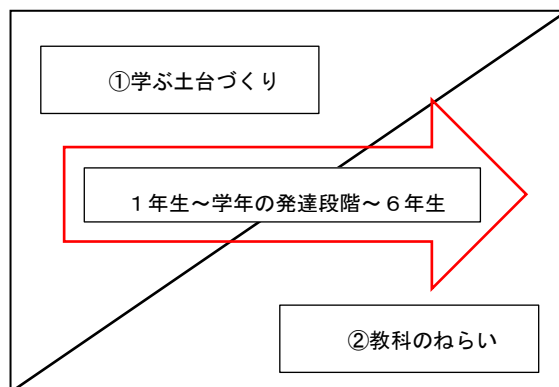 ①学ぶ土台づくり
１年生～学年の発達段階～６年生
②教科のねらい